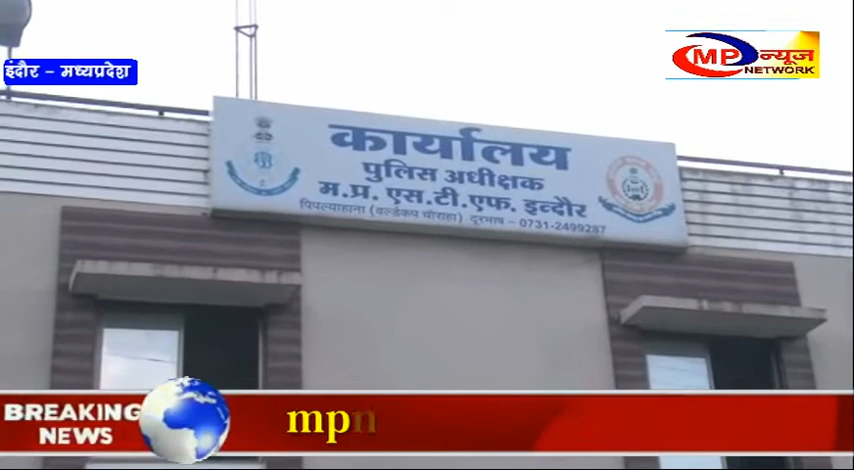 MP न्यूज
NETWORK
इंदौर - मध्यप्रदेश
कार्यालय
पुलिस अधीक्षक
म.प्र. एस.टी.एफ. इन्दौर
पिपल्याहाना (वर्ल्डकप चौराहा) दूरभाष - 0731-2499287
BREAKING
NEWS
mpn